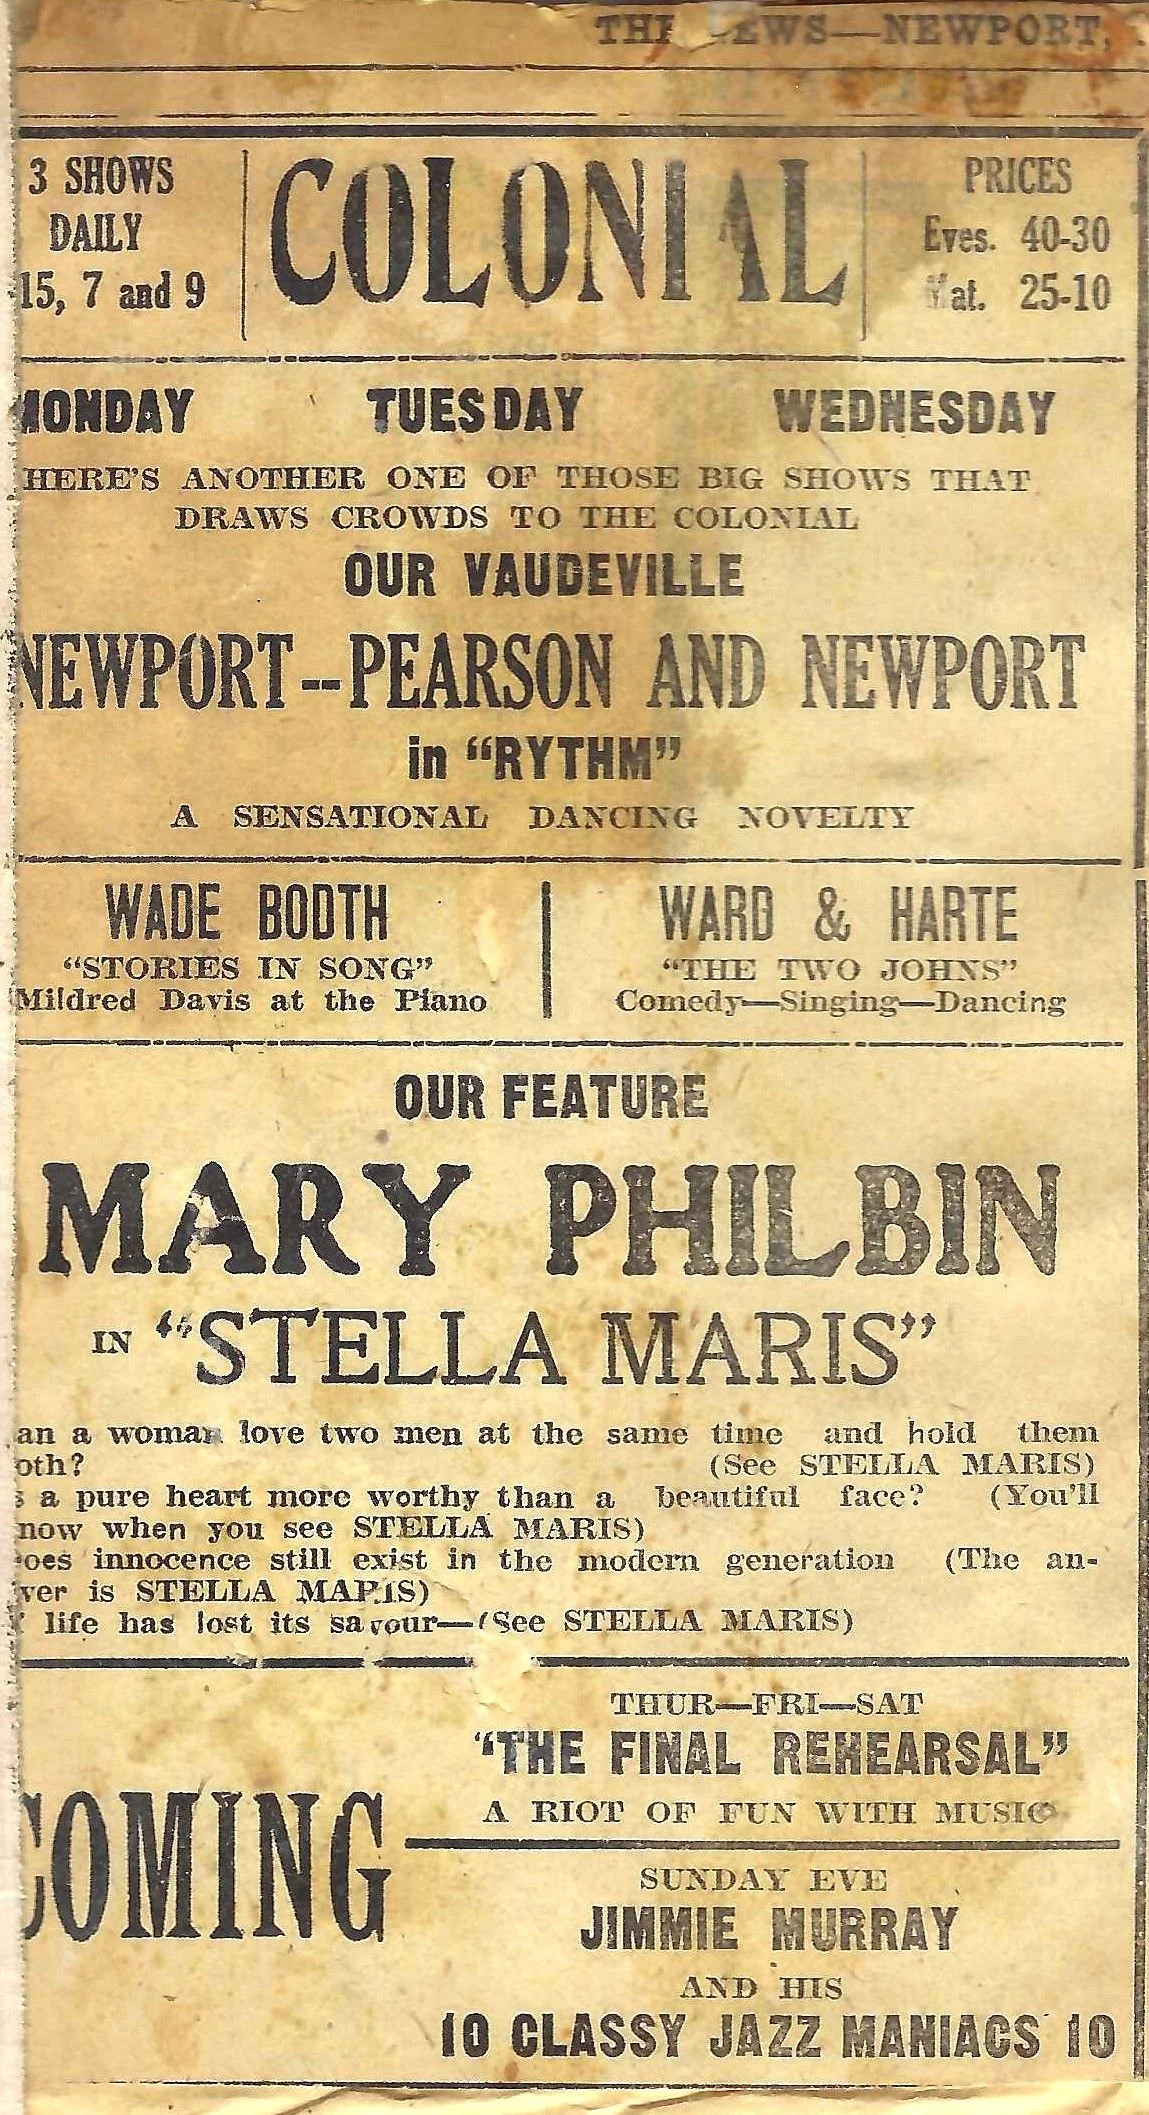 THE NEWS—NEWPORT,
3 SHOWS
DAILY
15, 7 and 9
COLONIAL
PRICES
Eves. 40-30
Mat. 25-10
MONDAY TUESDAY WEDNESDAY
HERE'S ANOTHER ONE OF THOSE BIG SHOWS THAT
DRAWS CROWDS TO THE COLONIAL
OUR VAUDEVILLE
NEWPORT--PEARSON AND NEWPORT
in "RYTHM"
A SENSATIONAL DANCING NOVELTY
WADE BOOTH
"STORIES IN SONG"
Mildred Davis at the Piano
WARD & HARTE
"THE TWO JOHNS"
Comedy—Singing—Dancing
OUR FEATURE
MARY PHILBIN
IN "STELLA MARIS"
an a woman love two men at the same time and hold them
oth? (See STELLA MARIS)
s a pure heart more worthy than a beautiful face? (You'll
now when you see STELLA MARIS)
oes innocence still exist in the modern generation (The an-
wer is STELLA MARIS)
f life has lost its savour—(See STELLA MARIS)
COMING
THUR—FRI—SAT
"THE FINAL REHEARSAL"
A RIOT OF FUN WITH MUSIC
SUNDAY EVE
JIMMIE MURRAY
AND HIS
10 CLASSY JAZZ MANIACS 10